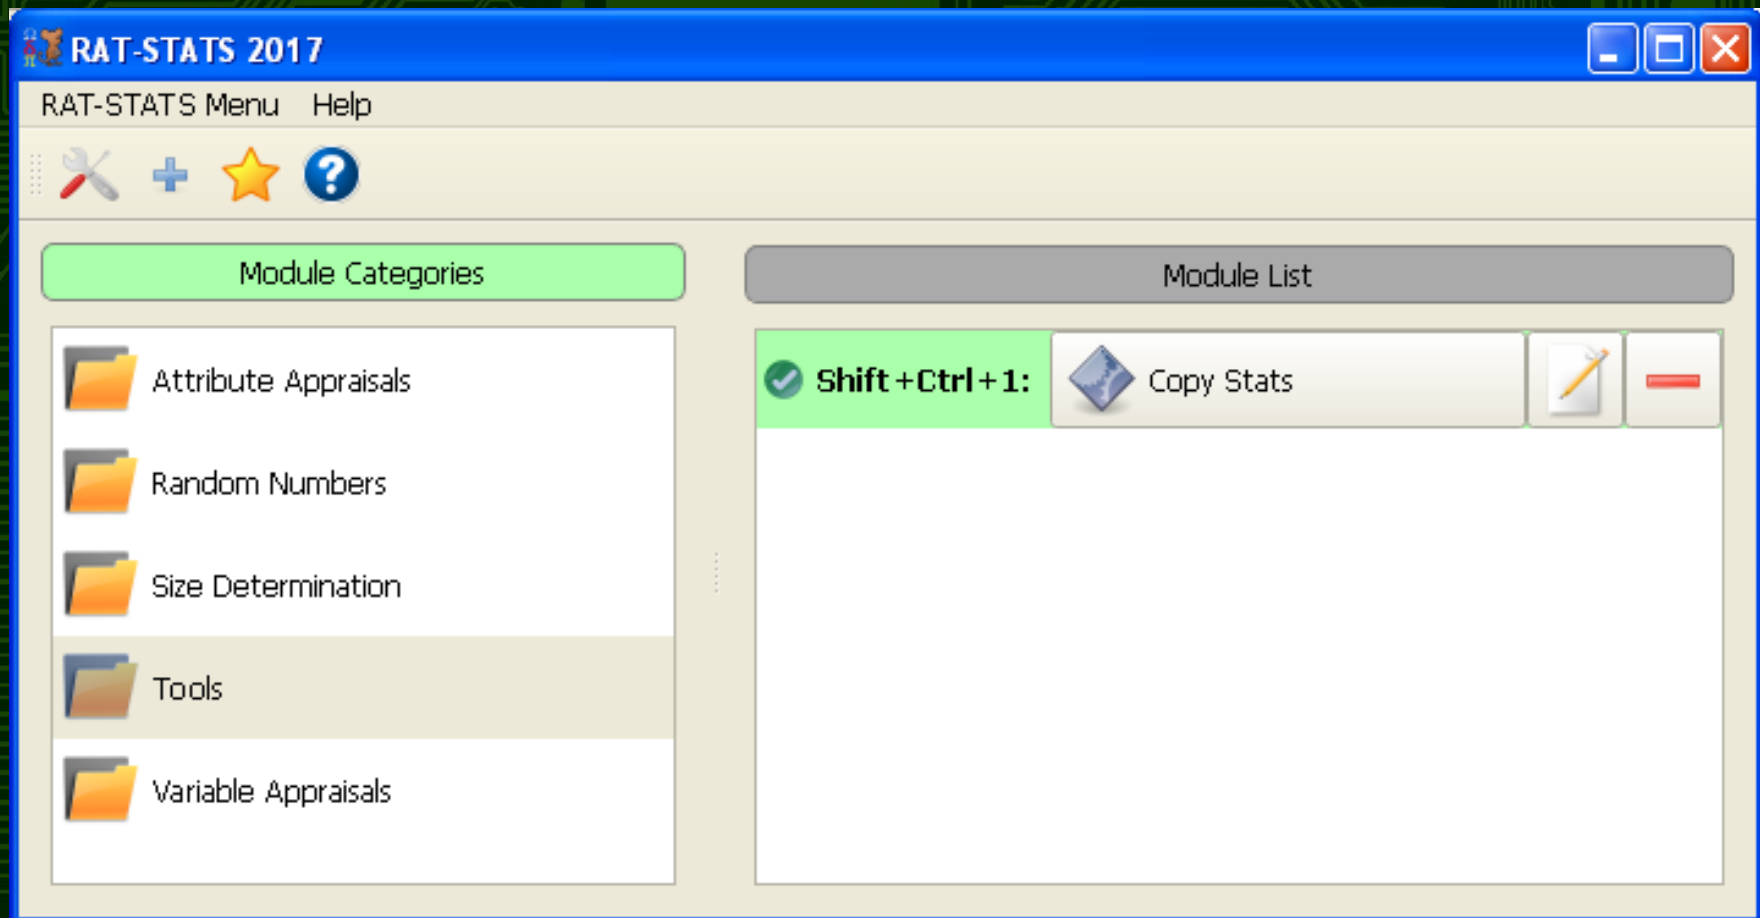 RAT-STATS 2017
RAT-STATS Menu Help
?
Module Categories
Module List
Attribute Appraisals
Random Numbers
Size Determination
Tools
Variable Appraisals
Shift+Ctrl+1:
Copy Stats